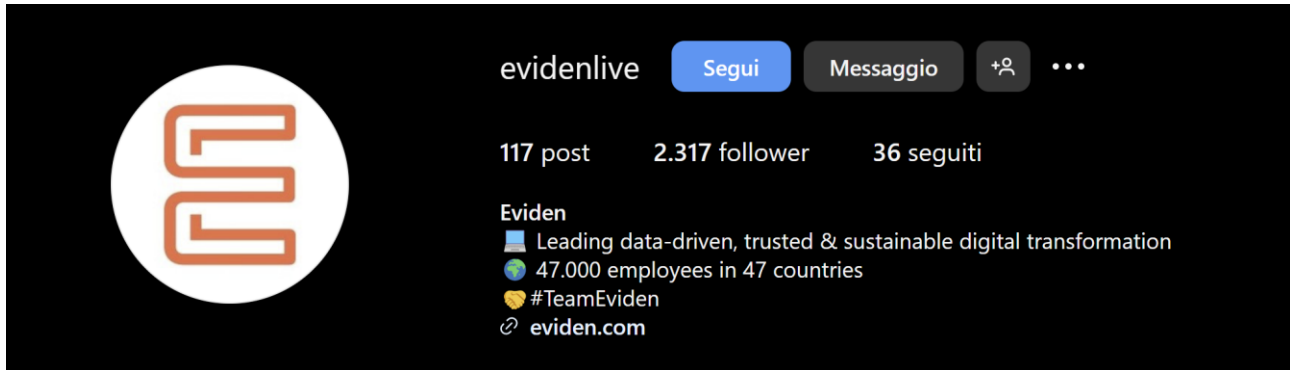 evidenlive Segui Messaggio
117 post 2.317 follower 36 seguiti
Eviden
💻 Leading data-driven, trusted & sustainable digital transformation
🌍 47.000 employees in 47 countries
🤝#TeamEviden
eviden.com